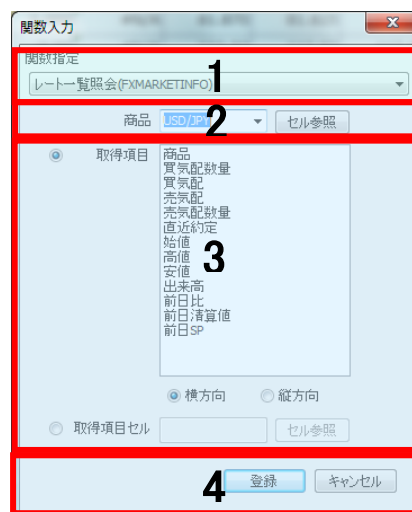 関数入力
関数指定
レート一覧照会(FXMARKETINFO)
1
商品 USD/JPY セル参照
2
取得項目
商品
買気配数量
買気配
売気配
売気配数量
直近約定
始値
高値
安値
出来高
前日比
前日清算値
前日SP
3
横方向 縦方向
取得項目セル セル参照
4
登録 キャンセル